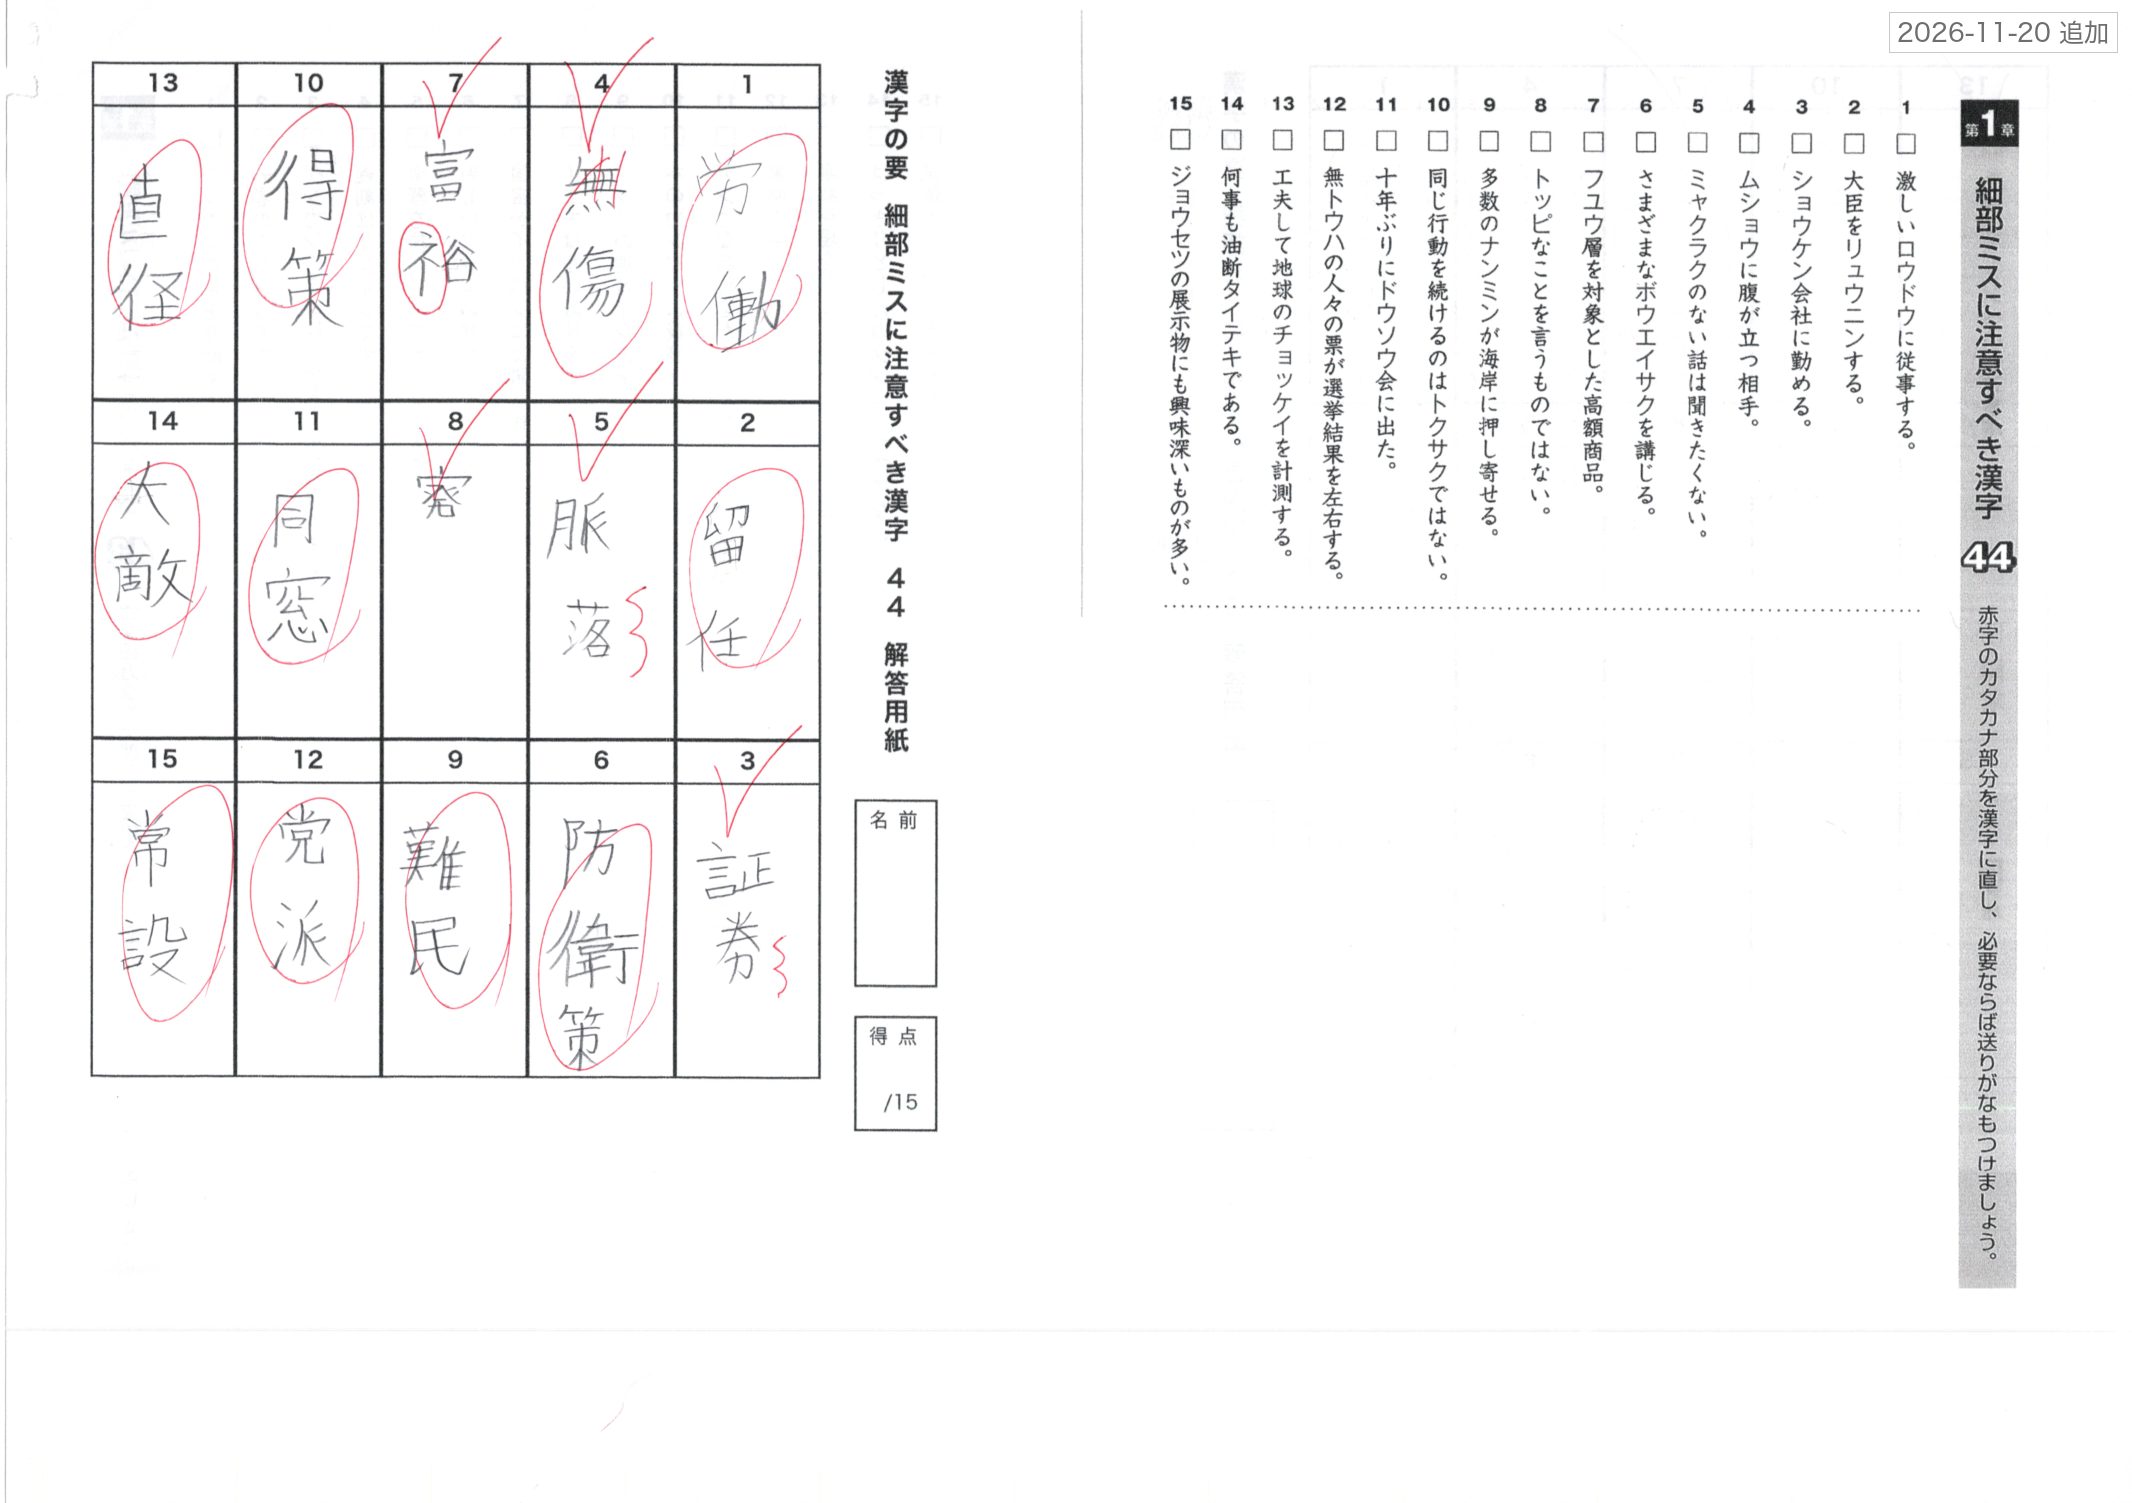 2026-11-20 追加
第1章 細部ミスに注意すべき漢字 44 赤字のカタカナ部分を漢字に直し、必要ならば送りがなもつけましょう。
1 □ 激しいロウドウに従事する。
2 □ 大臣をリュウニンする。
3 □ ショウケン会社に勤める。
4 □ ムショウに腹が立つ相手。
5 □ ミャクラクのない話は聞きたくない。
6 □ さまざまなボウエイサクを講じる。
7 □ フユウ層を対象とした高額商品。
8 □ トッピなことを言うものではない。
9 □ 多数のナンミンが海岸に押し寄せる。
10 □ 同じ行動を続けるのはトクサクではない。
11 □ 十年ぶりにドウソウ会に出た。
12 □ 無トウハの人々の票が選挙結果を左右する。
13 □ 工夫して地球のチョッケイを計測する。
14 □ 何事も油断タイテキである。
15 □ ジョウセツの展示物にも興味深いものが多い。
漢字の要 細部ミスに注意すべき漢字 44 解答用紙
名前
得点
/15
1
労働
2
留任
3
証券
4
無傷
5
脈落
6
防衛策
7
富裕
8
9
難民
10
得策
11
同窓
12
党派
13
直径
14
大敵
15
常設